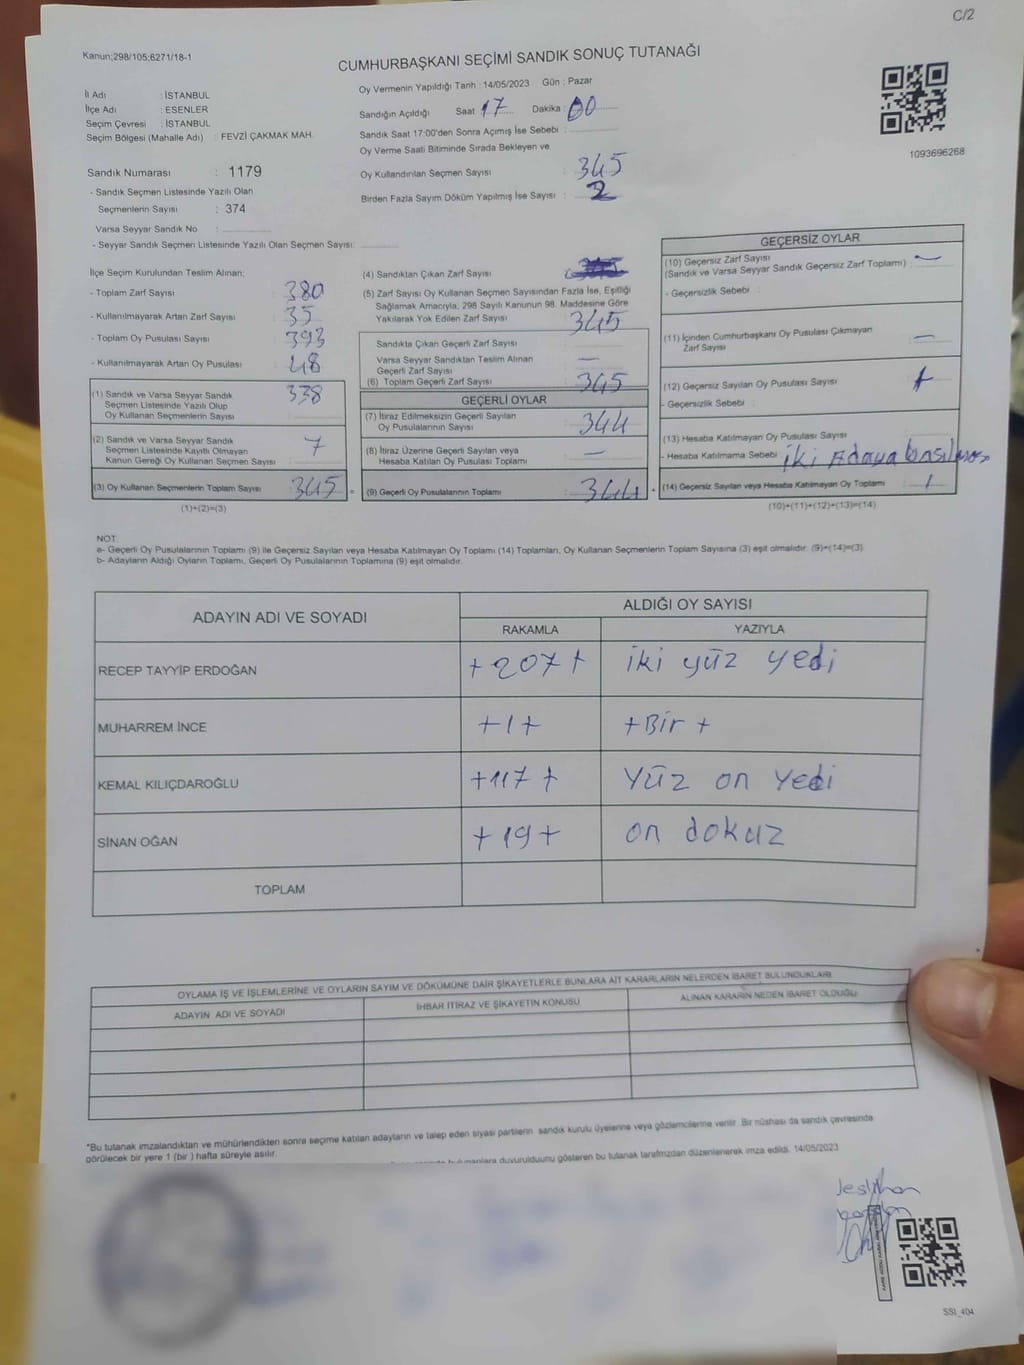 C/2
Kanun;298/105;6271/18-1
CUMHURBAŞKANI SEÇİMİ SANDIK SONUÇ TUTANAĞI
İl Adı : İSTANBUL
İlçe Adı : ESENLER
Seçim Çevresi : İSTANBUL
Seçim Bölgesi (Mahalle Adı) : FEVZİ ÇAKMAK MAH.
Sandık Numarası : 1179
- Sandık Seçmen Listesinde Yazılı Olan
Seçmenlerin Sayısı : 374
Varsa Seyyar Sandık No :
- Seyyar Sandık Seçmen Listesinde Yazılı Olan Seçmen Sayısı:
Oy Vermenin Yapıldığı Tarih : 14/05/2023 Gün : Pazar
Sandığın Açıldığı Saat 17 Dakika : 00
Sandık Saat 17:00'den Sonra Açımış İse Sebebi :
Oy Verme Saati Bitiminde Sırada Bekleyen ve
Oy Kullandırılan Seçmen Sayısı : 345
Birden Fazla Sayım Döküm Yapılmış İse Sayısı : 2
1093696268
İlçe Seçim Kurulundan Teslim Alınan;
- Toplam Zarf Sayısı : 380
- Kullanılmayarak Artan Zarf Sayısı : 35
- Toplam Oy Pusulası Sayısı : 393
- Kullanılmayarak Artan Oy Pusulası : 48
(1) Sandık ve Varsa Seyyar Sandık
Seçmen Listesinde Yazılı Olup
Oy Kullanan Seçmenlerin Sayısı : 338
(2) Sandık ve Varsa Seyyar Sandık
Seçmen Listesinde Kayıtlı Olmayan
Kanun Gereği Oy Kullanan Seçmen Sayısı : 7
(3) Oy Kullanan Seçmenlerin Toplam Sayısı : 345 =
(1)+(2)=(3)
(4) Sandıktan Çıkan Zarf Sayısı :
(5) Zarf Sayısı Oy Kullanan Seçmen Sayısından Fazla İse, Eşitliği
Sağlamak Amacıyla; 298 Sayılı Kanunun 98. Maddesine Göre
Yakılarak Yok Edilen Zarf Sayısı : 345
Sandıkta Çıkan Geçerli Zarf Sayısı :
Varsa Seyyar Sandıktan Teslim Alınan
Geçerli Zarf Sayısı : —
(6) Toplam Geçerli Zarf Sayısı : 345
GEÇERLİ OYLAR
(7) İtiraz Edilmeksizin Geçerli Sayılan
Oy Pusulalarının Sayısı : 344
(8) İtiraz Üzerine Geçerli Sayılan veya
Hesaba Katılan Oy Pusulaları Toplamı : —
(9) Geçerli Oy Pusulalarının Toplamı : 344 +
GEÇERSİZ OYLAR
(10) Geçersiz Zarf Sayısı
(Sandık ve Varsa Seyyar Sandık Geçersiz Zarf Toplamı) : —
- Geçersizlik Sebebi :
(11) İçinden Cumhurbaşkanı Oy Pusulası Çıkmayan
Zarf Sayısı : —
(12) Geçersiz Sayılan Oy Pusulası Sayısı :
- Geçersizlik Sebebi :
(13) Hesaba Katılmayan Oy Pusulası Sayısı :
- Hesaba Katılmama Sebebi : iki Adaya basılması
(14) Geçersiz Sayılan veya Hesaba Katılmayan Oy Toplamı : 1
(10)+(11)+(12)+(13)=(14)
NOT:
a- Geçerli Oy Pusulalarının Toplamı (9) ile Geçersiz Sayılan veya Hesaba Katılmayan Oy Toplamı (14) Toplamları, Oy Kullanan Seçmenlerin Toplam Sayısına (3) eşit olmalıdır. (9)+(14)=(3)
b- Adayların Aldığı Oyların Toplamı, Geçerli Oy Pusulalarının Toplamına (9) eşit olmalıdır.
ADAYIN ADI VE SOYADI ALDIĞI OY SAYISI
RAKAMLA YAZIYLA
RECEP TAYYİP ERDOĞAN +207+ iki yüz yedi
MUHARREM İNCE +1+ +Bir+
KEMAL KILIÇDAROĞLU +117+ Yüz on Yedi
SİNAN OĞAN +19+ on dokuz
TOPLAM
OYLAMA İŞ VE İŞLEMLERİNE VE OYLARIN SAYIM VE DÖKÜMÜNE DAİR ŞİKAYETLERLE BUNLARA AİT KARARLARIN NELERDEN İBARET BULUNDUKLARI
ADAYIN ADI VE SOYADI İHBAR İTİRAZ VE ŞİKAYETİN KONUSU ALINAN KARARIN NEDEN İBARET OLDUĞU
*Bu tutanak imzalandıktan ve mühürlendikten sonra seçime katılan adayların ve talep eden siyasi partilerin sandık kurulu üyelerine veya gözlemcilerine verilir. Bir nüshası da sandık çevresinde
görülecek bir yere 1 (bir ) hafta süreyle asılır.
duyurulduunu gösteren bu tutanak tarafımızdan düzenlenerek imza edildi. 14/05/2023
SSI_404